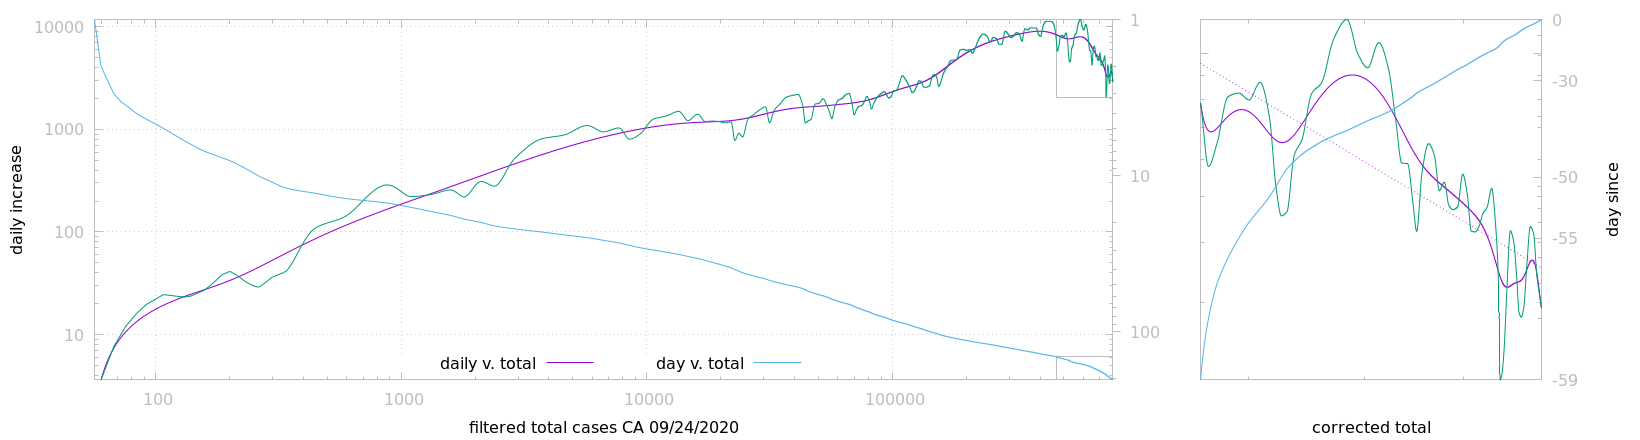 10000
1000
100
10
daily increase
100
1000
10000
100000
filtered total cases CA 09/24/2020
daily v. total
day v. total
1
10
100
0
-30
-50
-55
-59
day since
corrected total